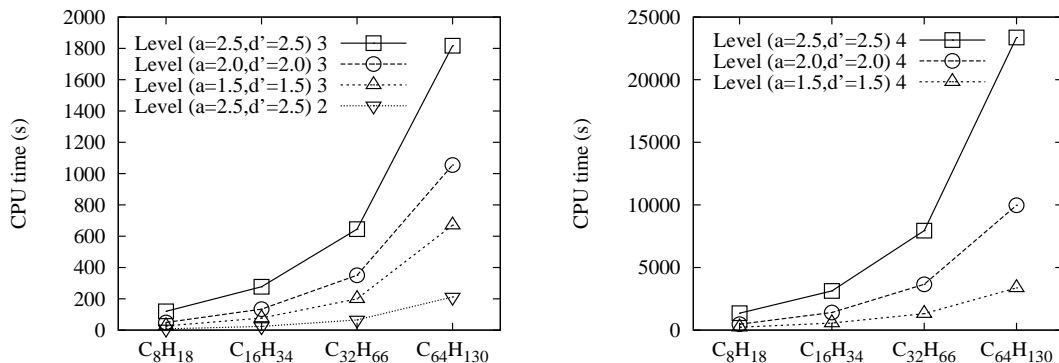 2000
1800
1600
1400
1200
1000
800
600
400
200
0
CPU time (s)
Level (a=2.5,d'=2.5) 3
Level (a=2.0,d'=2.0) 3
Level (a=1.5,d'=1.5) 3
Level (a=2.5,d'=2.5) 2
C8H18 C16H34 C32H66 C64H130
25000
20000
15000
10000
5000
0
CPU time (s)
Level (a=2.5,d'=2.5) 4
Level (a=2.0,d'=2.0) 4
Level (a=1.5,d'=1.5) 4
C8H18 C16H34 C32H66 C64H130